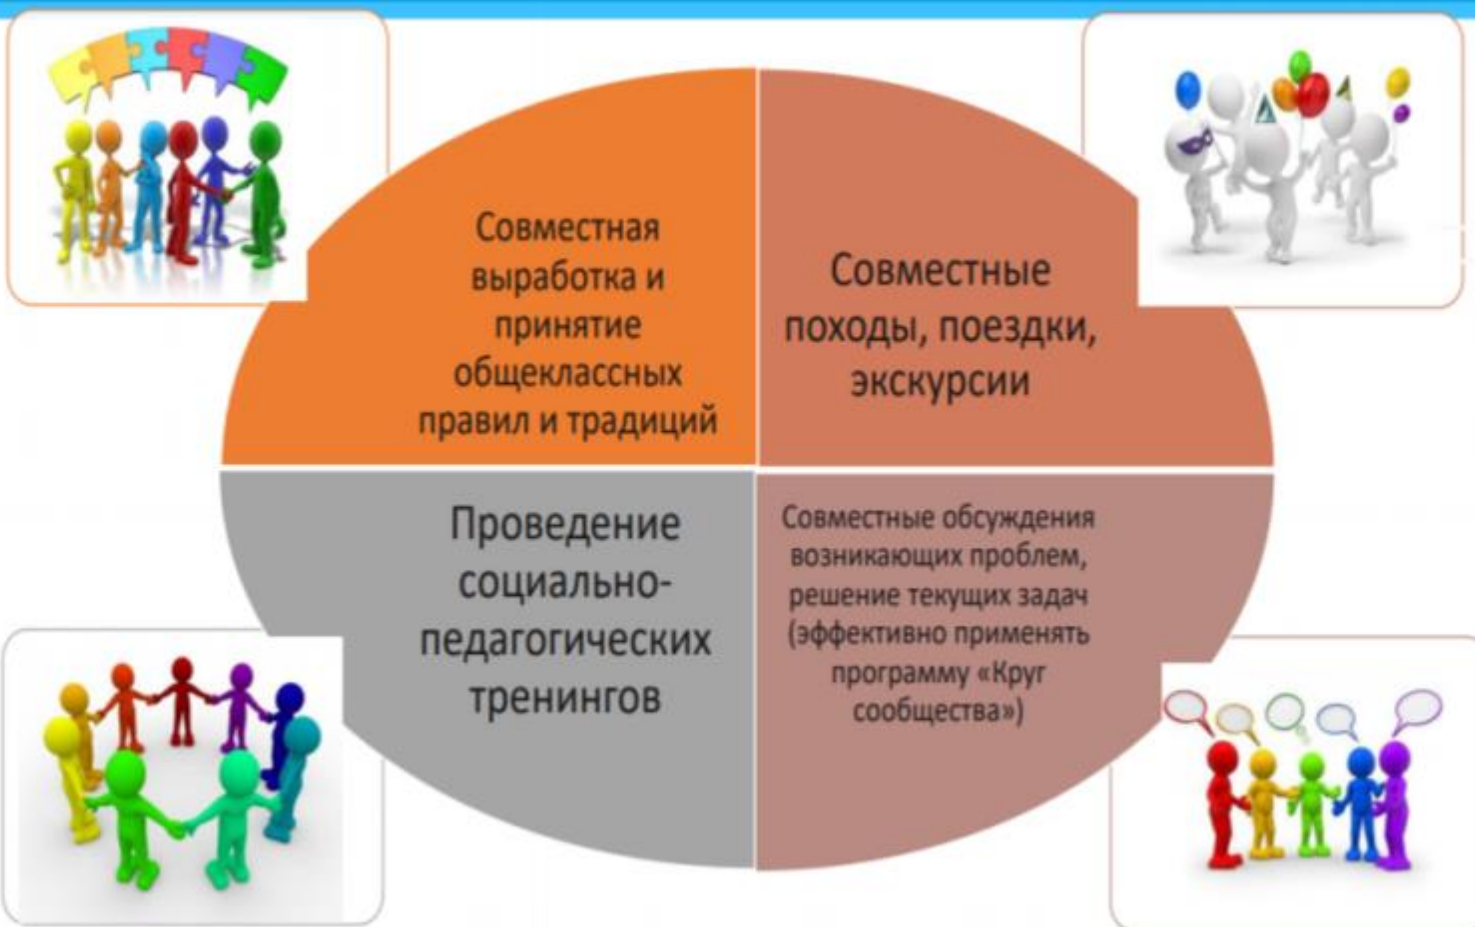 Совместная
выработка и
принятие
общеклассных
правил и традиций
Совместные
походы, поездки,
экскурсии
Проведение
социально-
педагогических
тренингов
Совместные обсуждения
возникающих проблем,
решение текущих задач
(эффективно применять
программу «Круг
сообщества»)